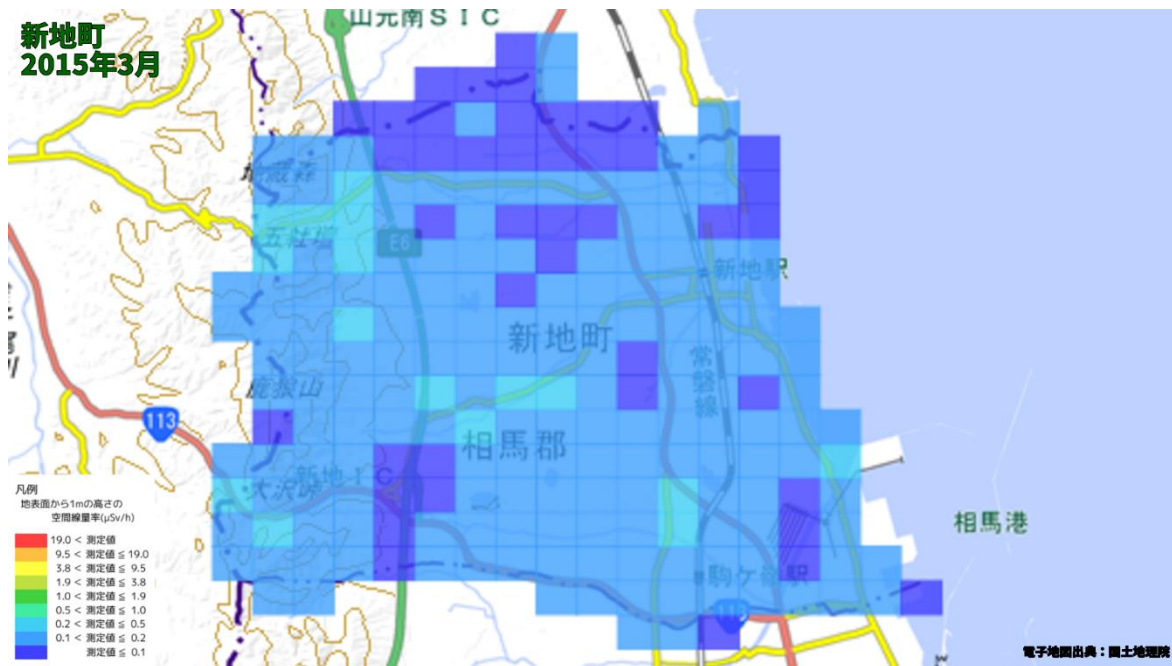 新地町
2015年3月
山元南SIC
地蔵森
五社壇
E6
新地駅
新地町
常磐線
鹿狼山
113
相馬郡
新地IC
大沢峠
相馬港
駒ケ嶺駅
凡例
地表面から1mの高さの
空間線量率(μSv/h)
19.0 < 測定値
9.5 < 測定値 ≦ 19.0
3.8 < 測定値 ≦ 9.5
1.9 < 測定値 ≦ 3.8
1.0 < 測定値 ≦ 1.9
0.5 < 測定値 ≦ 1.0
0.2 < 測定値 ≦ 0.5
0.1 < 測定値 ≦ 0.2
測定値 ≦ 0.1
電子地図出典：国土地理院